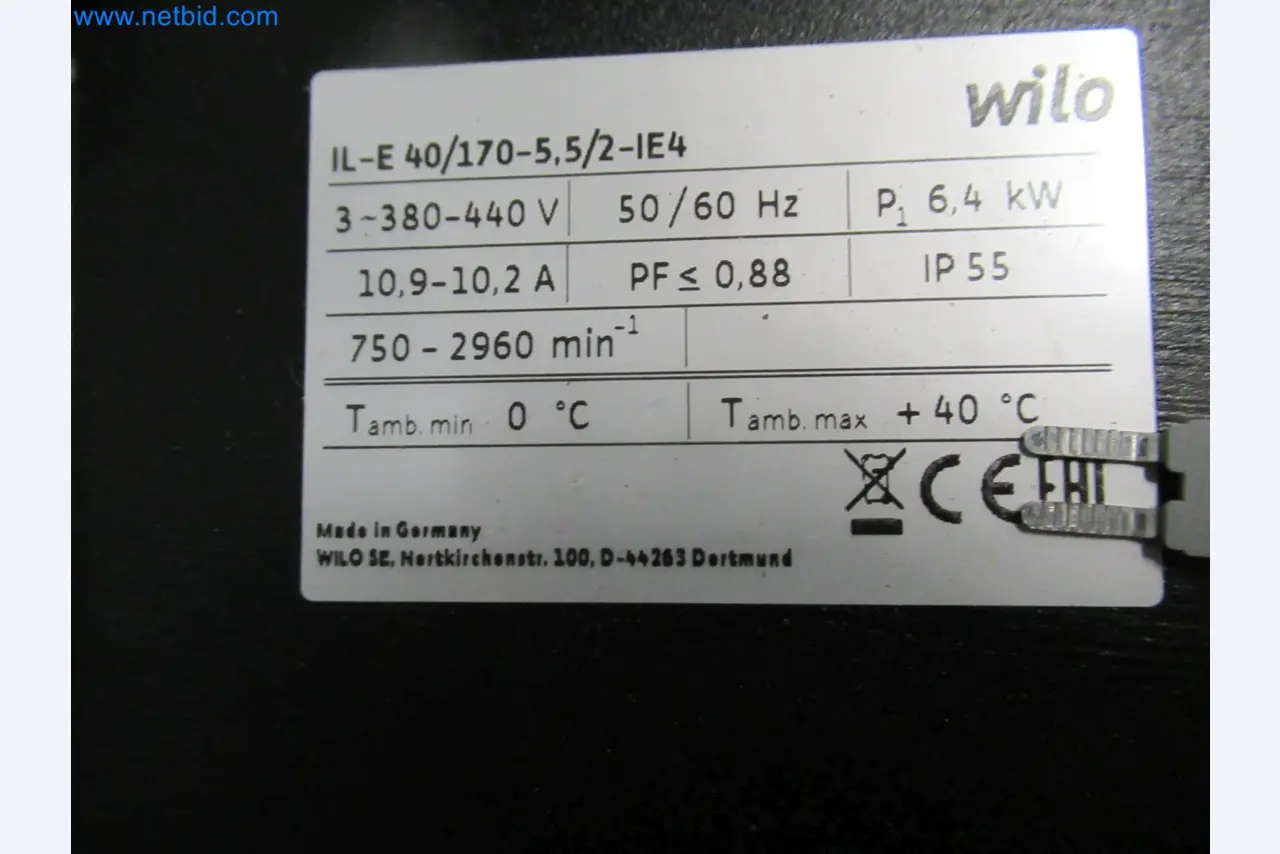 www.netbid.com
wilo
IL-E 40/170-5,5/2-IE4
3~380-440 V 50/60 Hz P1 6,4 kW
10,9-10,2 A PF ≤ 0,88 IP 55
750 - 2960 min⁻¹
Tamb. min 0 °C Tamb. max + 40 °C
CE EAC
Made in Germany
WILO SE, Nortkirchenstr. 100, D-44263 Dortmund